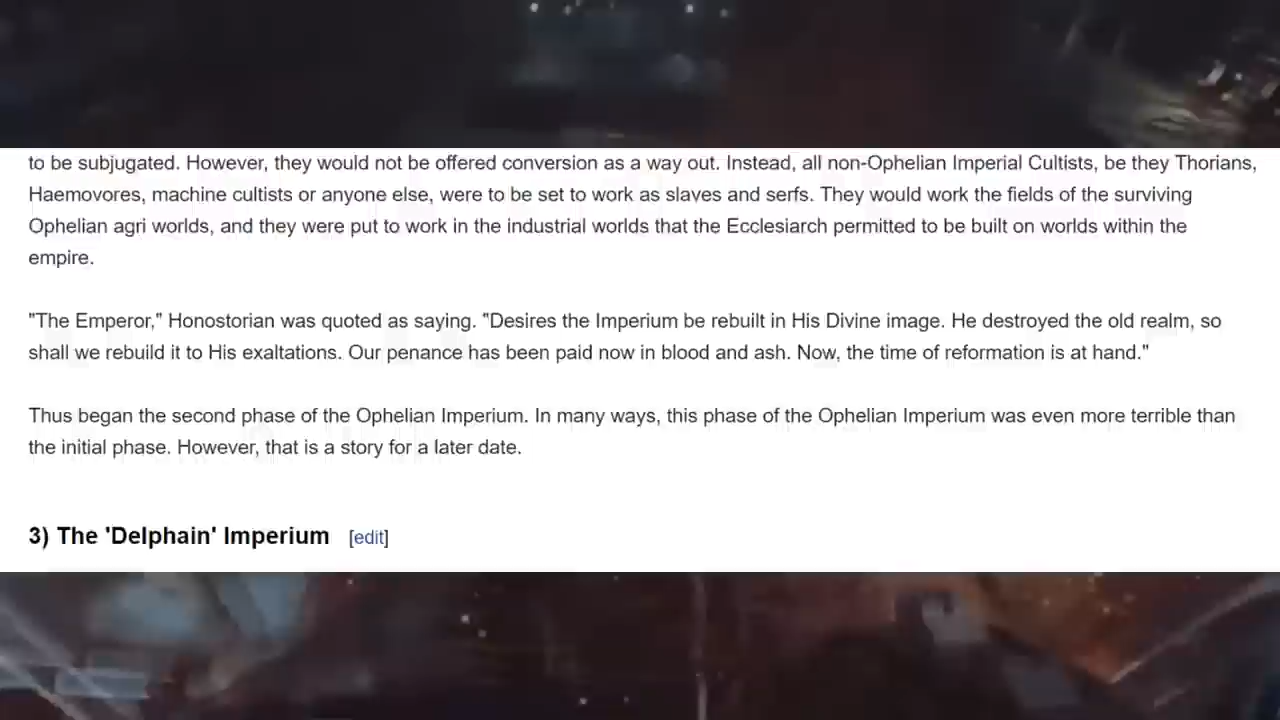 to be subjugated. However, they would not be offered conversion as a way out. Instead, all non-Ophelian Imperial Cultists, be they Thorians,
Haemovores, machine cultists or anyone else, were to be set to work as slaves and serfs. They would work the fields of the surviving
Ophelian agri worlds, and they were put to work in the industrial worlds that the Ecclesiarch permitted to be built on worlds within the
empire.
"The Emperor," Honostorian was quoted as saying. "Desires the Imperium be rebuilt in His Divine image. He destroyed the old realm, so
shall we rebuild it to His exaltations. Our penance has been paid now in blood and ash. Now, the time of reformation is at hand."
Thus began the second phase of the Ophelian Imperium. In many ways, this phase of the Ophelian Imperium was even more terrible than
the initial phase. However, that is a story for a later date.
3) The 'Delphain' Imperium [edit]